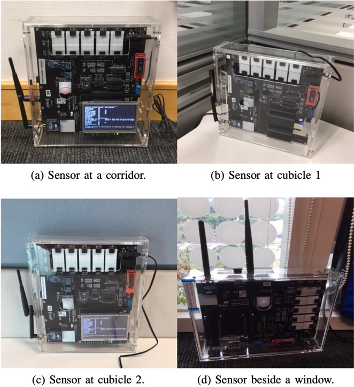 (a) Sensor at a corridor.
(b) Sensor at cubicle 1
(c) Sensor at cubicle 2.
(d) Sensor beside a window.